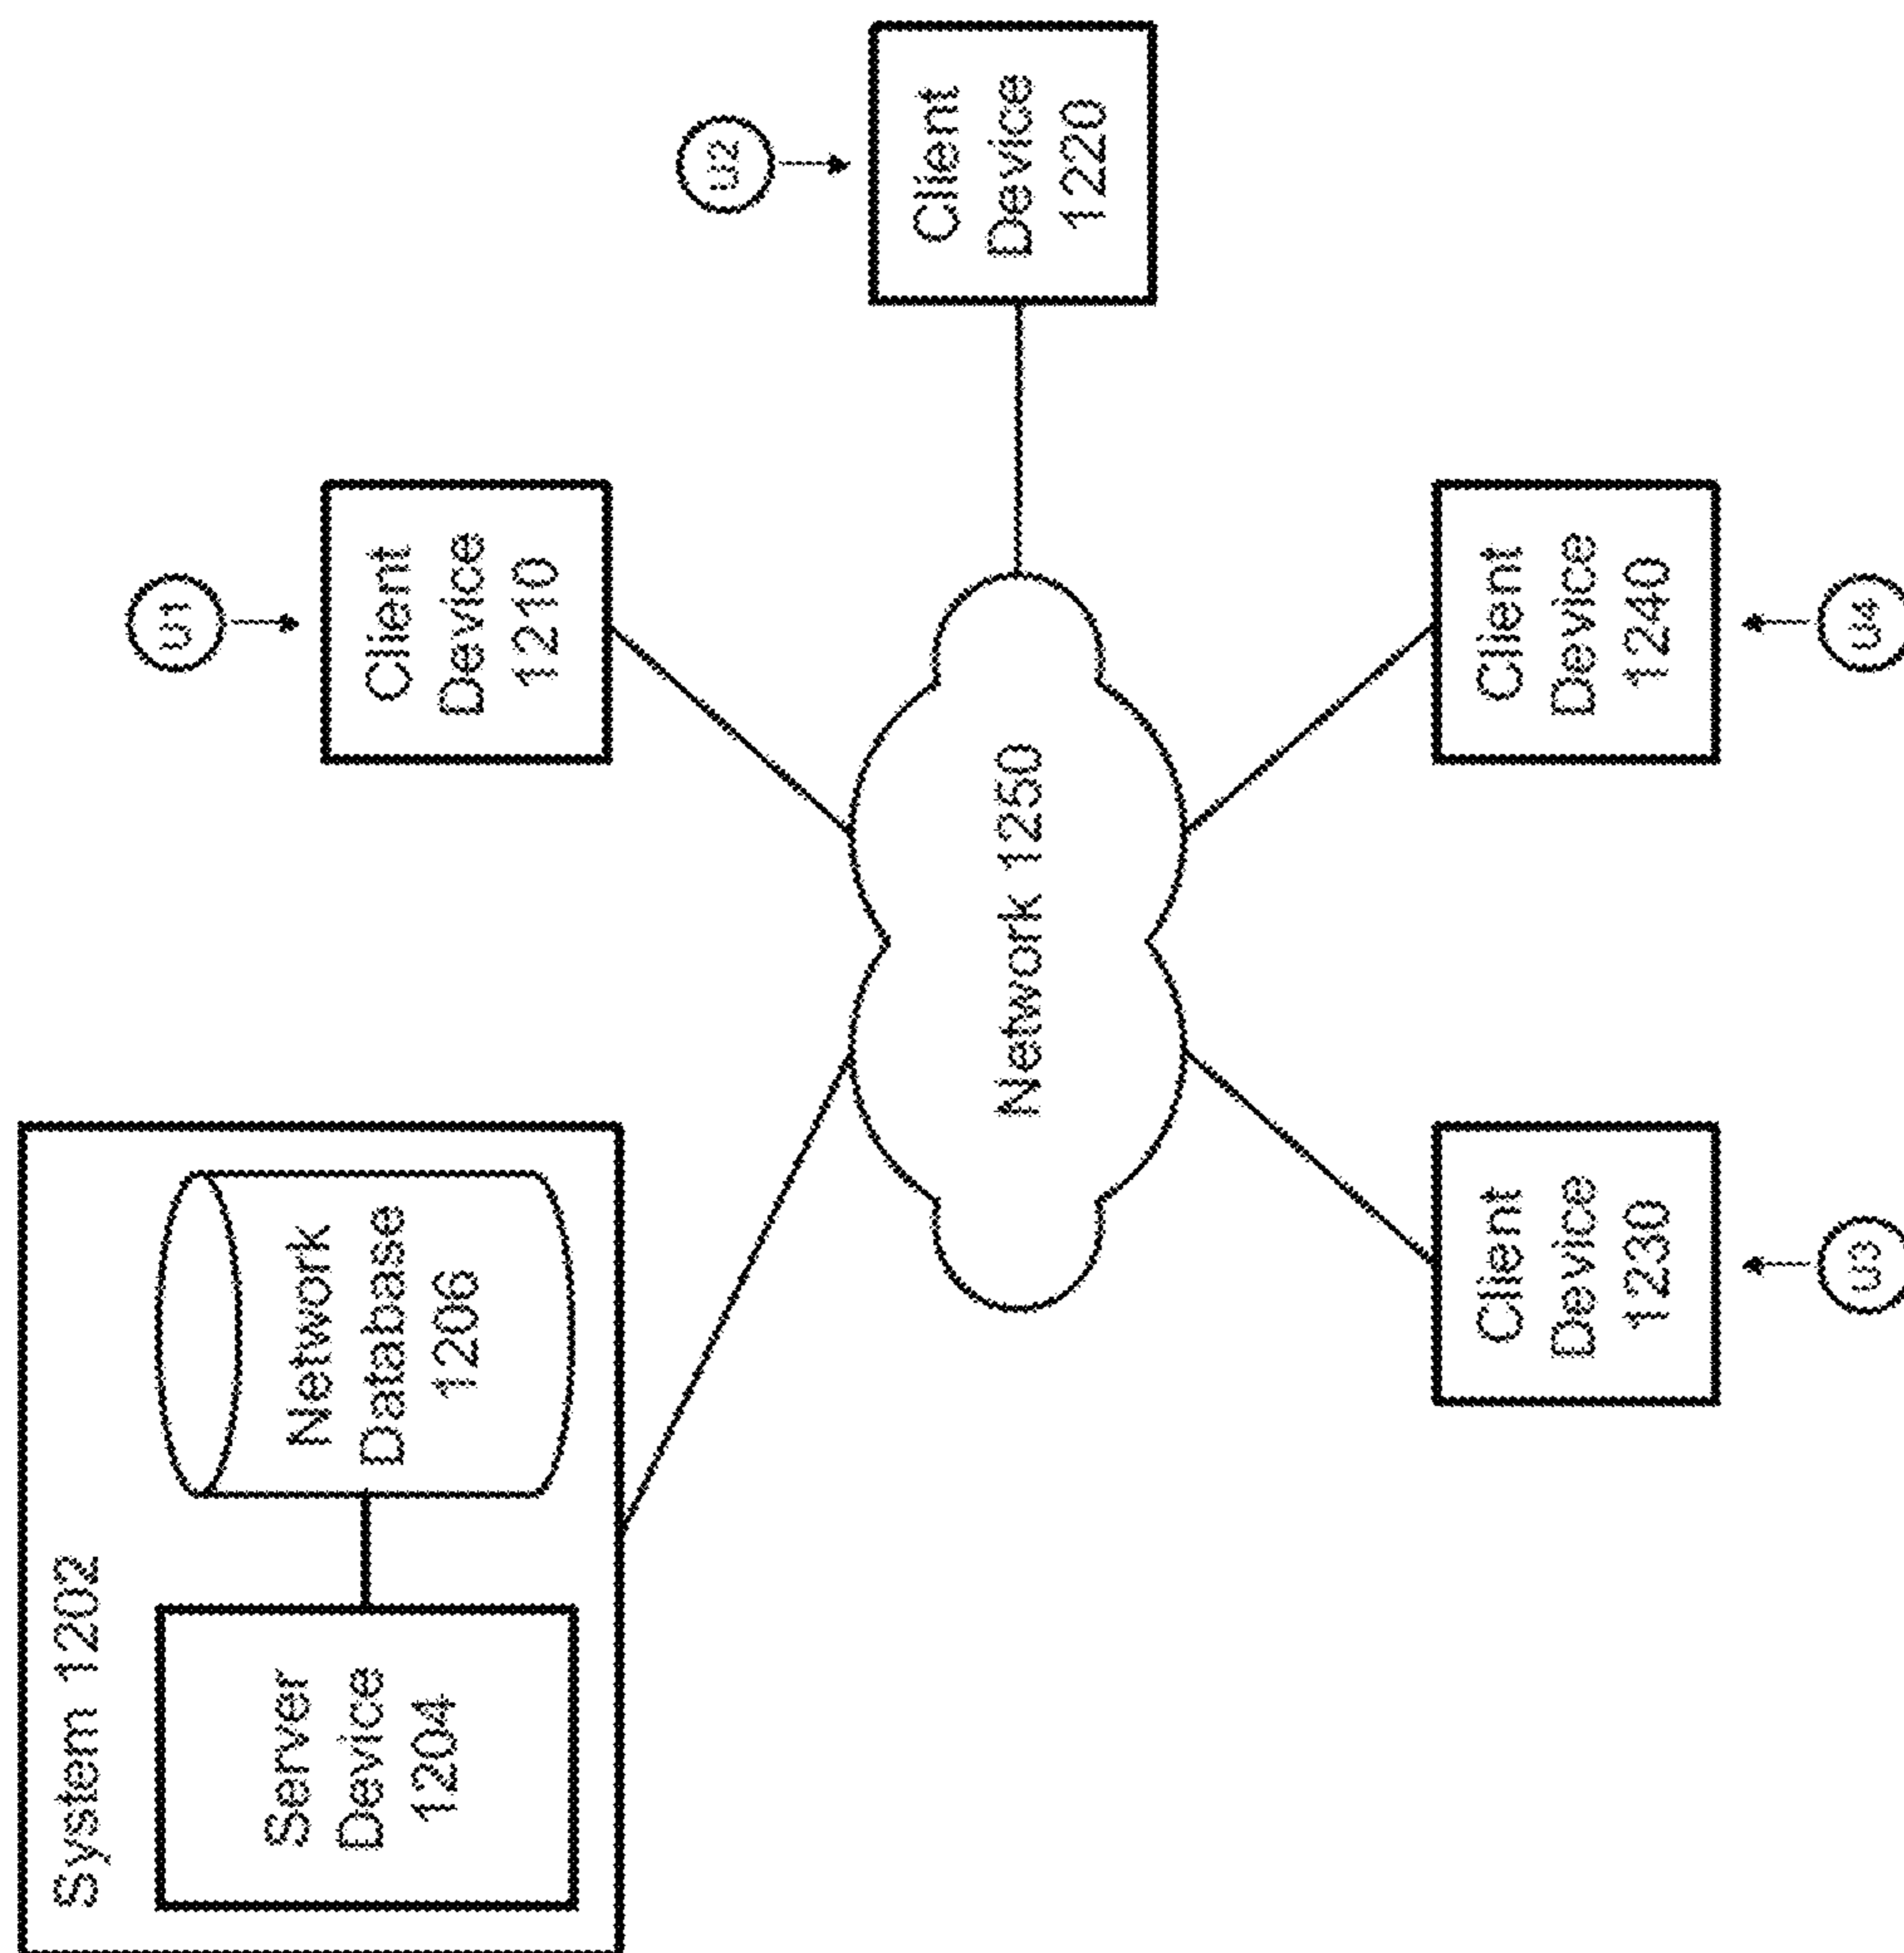 System 1202
Server
Device
1204
Network
Database
1206
U1
Client
Device
1210
U2
Client
Device
1220
Network 1250
Client
Device
1230
U3
Client
Device
1240
U4